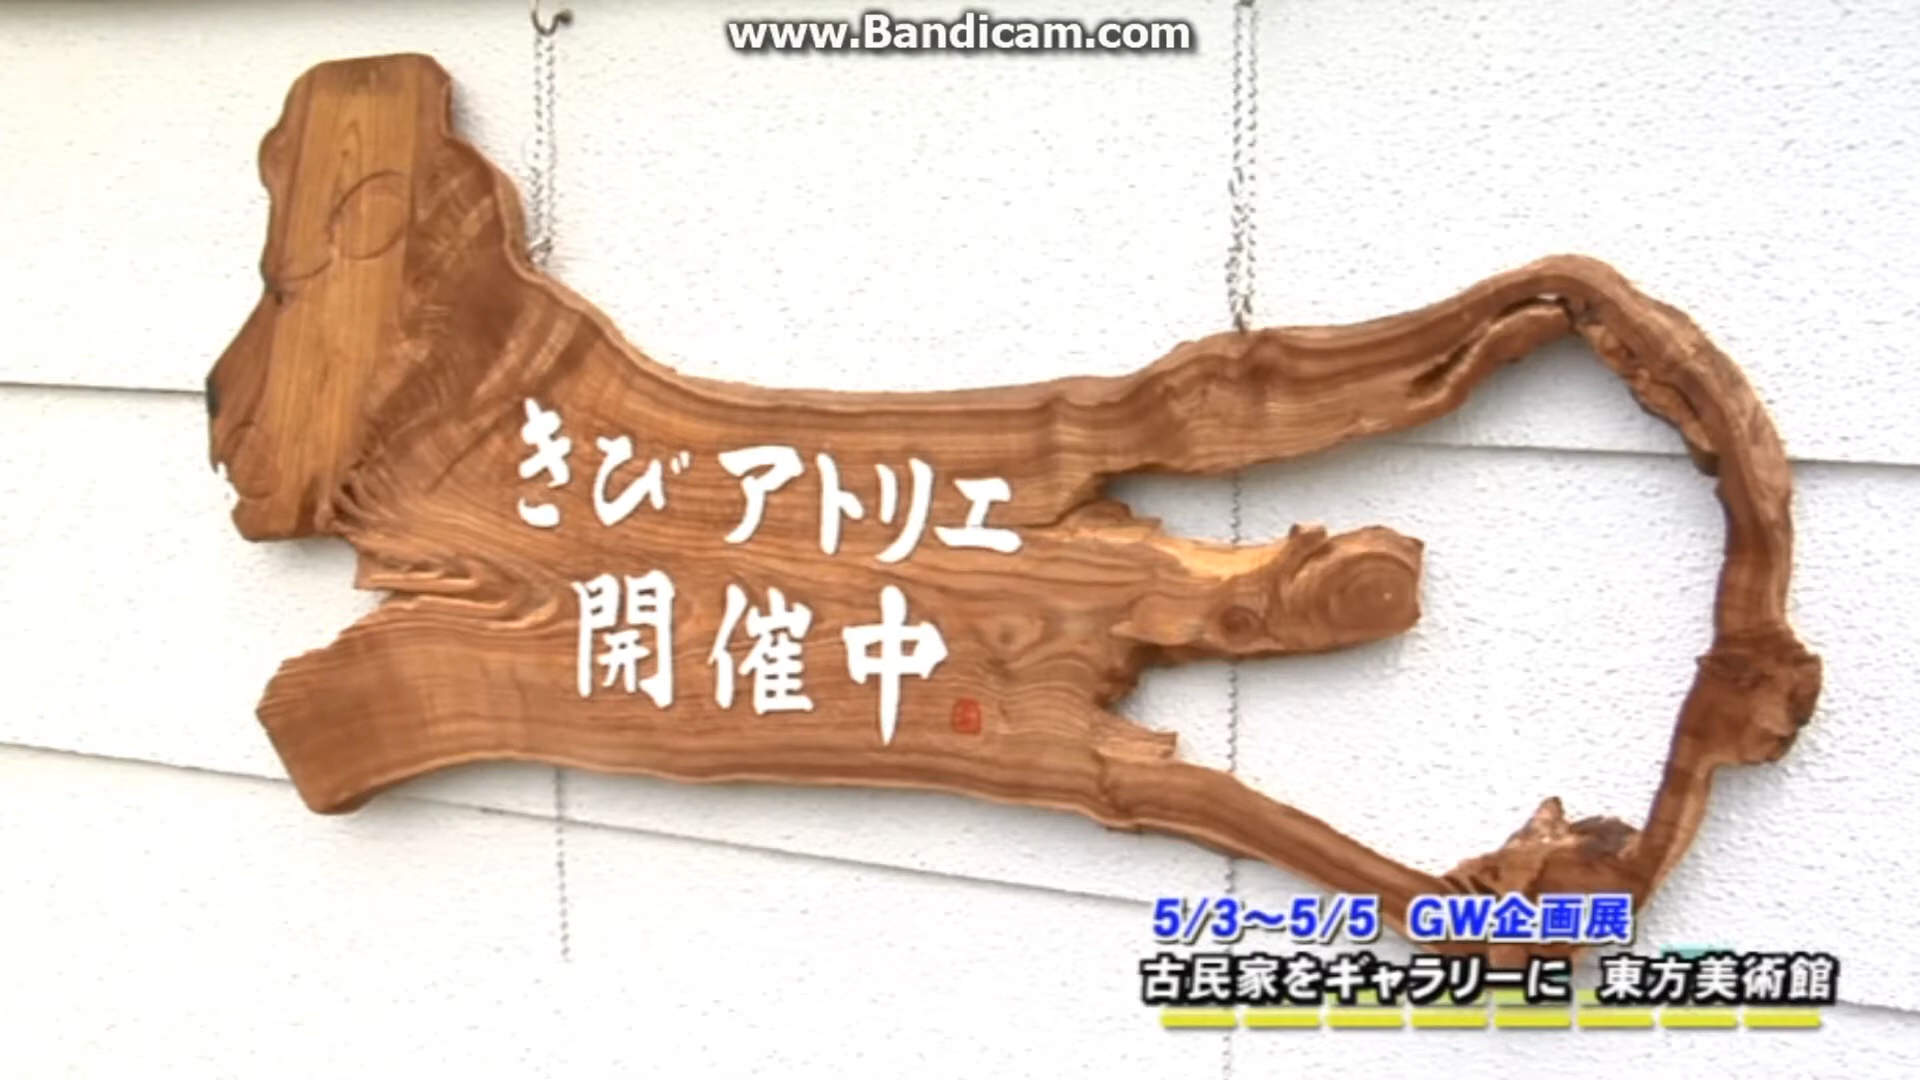 www.Bandicam.com
きびアトリエ
開催中
5/3～5/5 GW企画展
古民家をギャラリーに 東方美術館